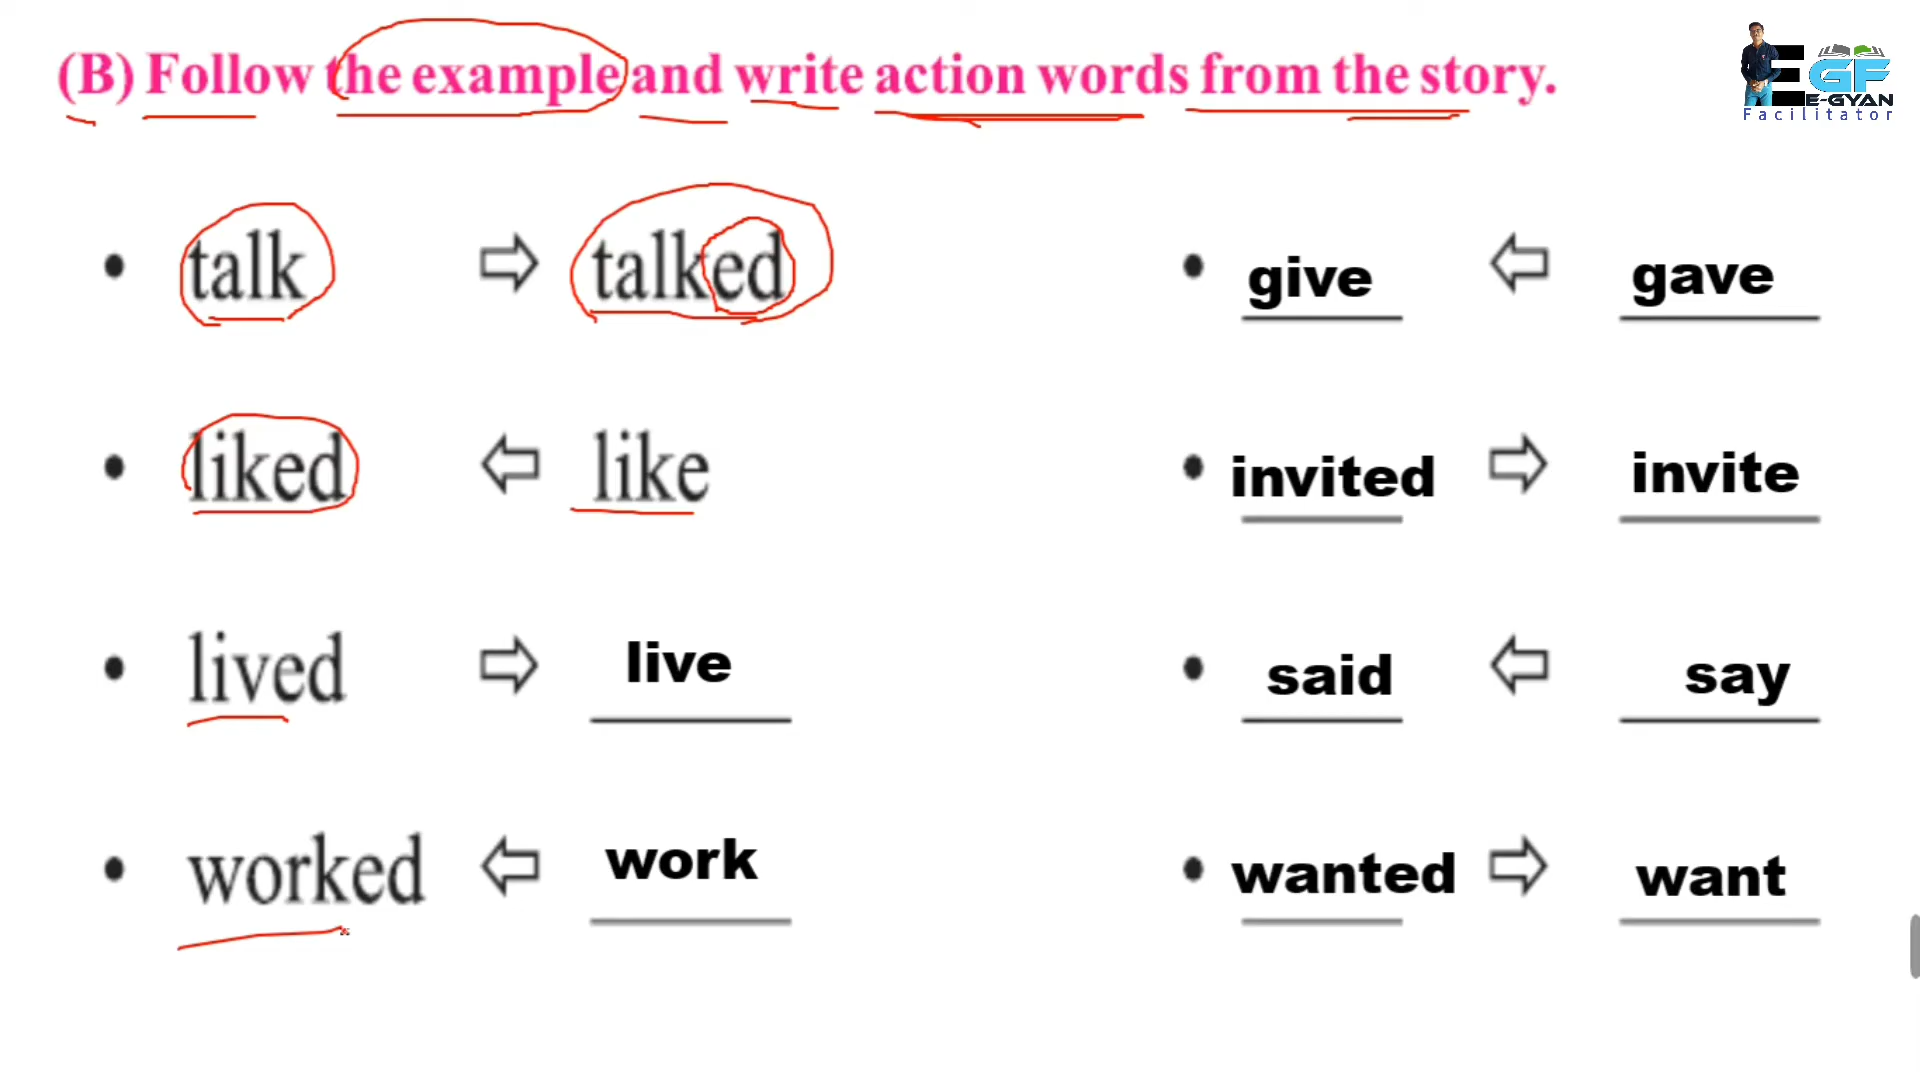 (B) Follow the example and write action words from the story.
EGF
E-GYAN
Facilitator
• talk ⇨ talked
• give ⇦ gave
• liked ⇦ like
• invited ⇨ invite
• lived ⇨ live
• said ⇦ say
• worked ⇦ work
• wanted ⇨ want